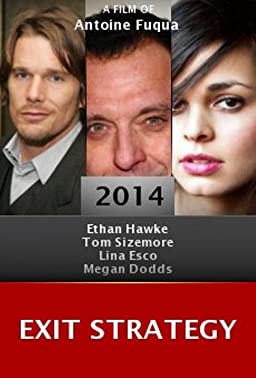 A FILM OF
Antoine Fuqua
2014
Ethan Hawke
Tom Sizemore
Lina Esco
Megan Dodds
EXIT STRATEGY